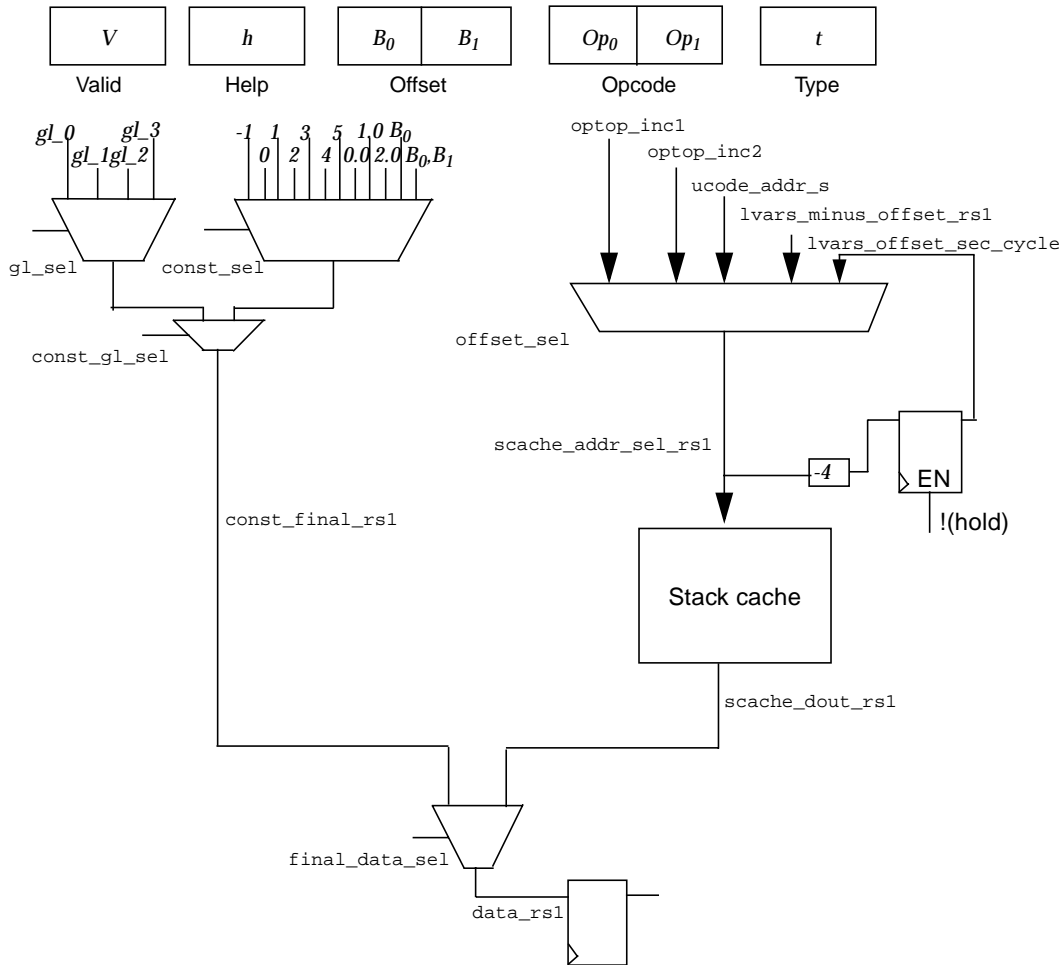 V h B0 B1 Op0 Op1 t
Valid Help Offset Opcode Type
gl_0 gl_3 -1 1 3 5 1.0 B0 optop_inc1
gl_1 gl_2 0 2 4 0.0 2.0 B0,B1 optop_inc2
ucode_addr_s
lvars_minus_offset_rs1
lvars_offset_sec_cycle
gl_sel const_sel
offset_sel
const_gl_sel
scache_addr_sel_rs1
-4 EN
const_final_rs1 !(hold)
Stack cache
scache_dout_rs1
final_data_sel
data_rs1